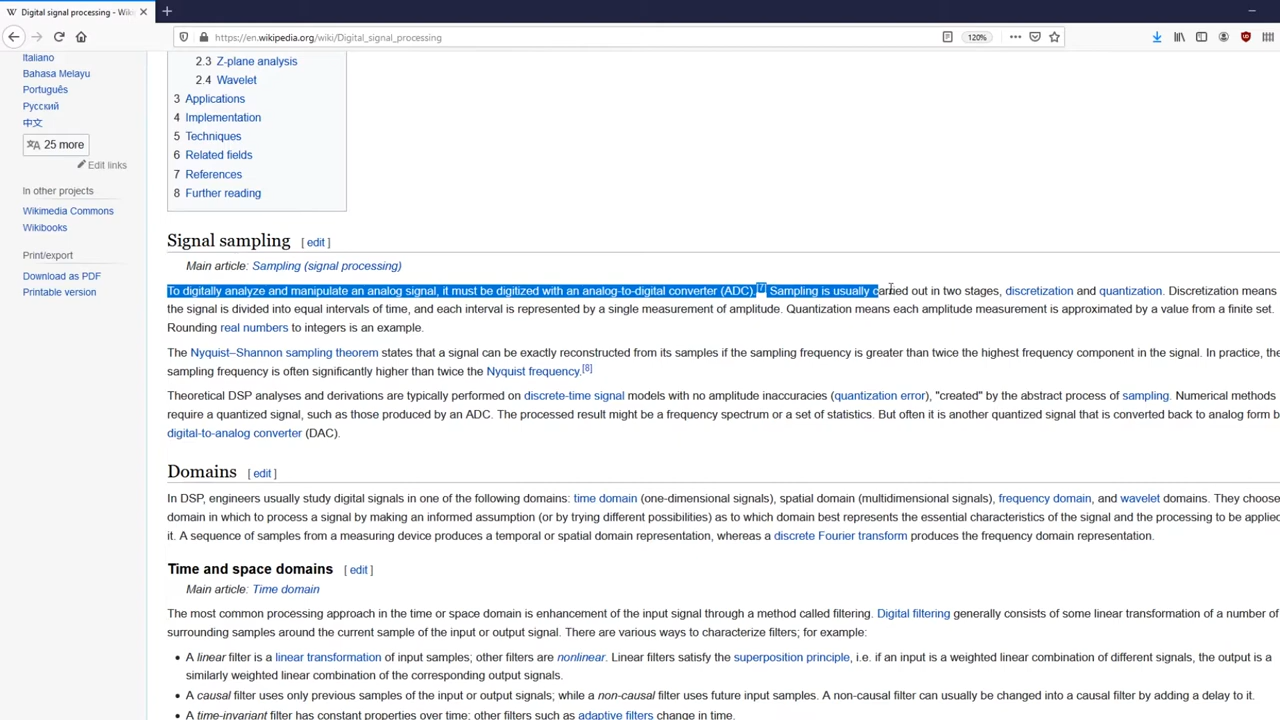 Digital signal processing - Wiki
https://en.wikipedia.org/wiki/Digital_signal_processing
120%
Italiano
Bahasa Melayu
Português
Русский
中文
25 more
Edit links
In other projects
Wikimedia Commons
Wikibooks
Print/export
Download as PDF
Printable version
2.3 Z-plane analysis
2.4 Wavelet
3 Applications
4 Implementation
5 Techniques
6 Related fields
7 References
8 Further reading
Signal sampling [ edit ]
Main article: Sampling (signal processing)
To digitally analyze and manipulate an analog signal, it must be digitized with an analog-to-digital converter (ADC).[7] Sampling is usually carried out in two stages, discretization and quantization. Discretization means
the signal is divided into equal intervals of time, and each interval is represented by a single measurement of amplitude. Quantization means each amplitude measurement is approximated by a value from a finite set.
Rounding real numbers to integers is an example.
The Nyquist–Shannon sampling theorem states that a signal can be exactly reconstructed from its samples if the sampling frequency is greater than twice the highest frequency component in the signal. In practice, the
sampling frequency is often significantly higher than twice the Nyquist frequency.[8]
Theoretical DSP analyses and derivations are typically performed on discrete-time signal models with no amplitude inaccuracies (quantization error), "created" by the abstract process of sampling. Numerical methods
require a quantized signal, such as those produced by an ADC. The processed result might be a frequency spectrum or a set of statistics. But often it is another quantized signal that is converted back to analog form b
digital-to-analog converter (DAC).
Domains [ edit ]
In DSP, engineers usually study digital signals in one of the following domains: time domain (one-dimensional signals), spatial domain (multidimensional signals), frequency domain, and wavelet domains. They choose
domain in which to process a signal by making an informed assumption (or by trying different possibilities) as to which domain best represents the essential characteristics of the signal and the processing to be applied
it. A sequence of samples from a measuring device produces a temporal or spatial domain representation, whereas a discrete Fourier transform produces the frequency domain representation.
Time and space domains [ edit ]
Main article: Time domain
The most common processing approach in the time or space domain is enhancement of the input signal through a method called filtering. Digital filtering generally consists of some linear transformation of a number of
surrounding samples around the current sample of the input or output signal. There are various ways to characterize filters; for example:
• A linear filter is a linear transformation of input samples; other filters are nonlinear. Linear filters satisfy the superposition principle, i.e. if an input is a weighted linear combination of different signals, the output is a
similarly weighted linear combination of the corresponding output signals.
• A causal filter uses only previous samples of the input or output signals; while a non-causal filter uses future input samples. A non-causal filter can usually be changed into a causal filter by adding a delay to it.
• A time-invariant filter has constant properties over time; other filters such as adaptive filters change in time.